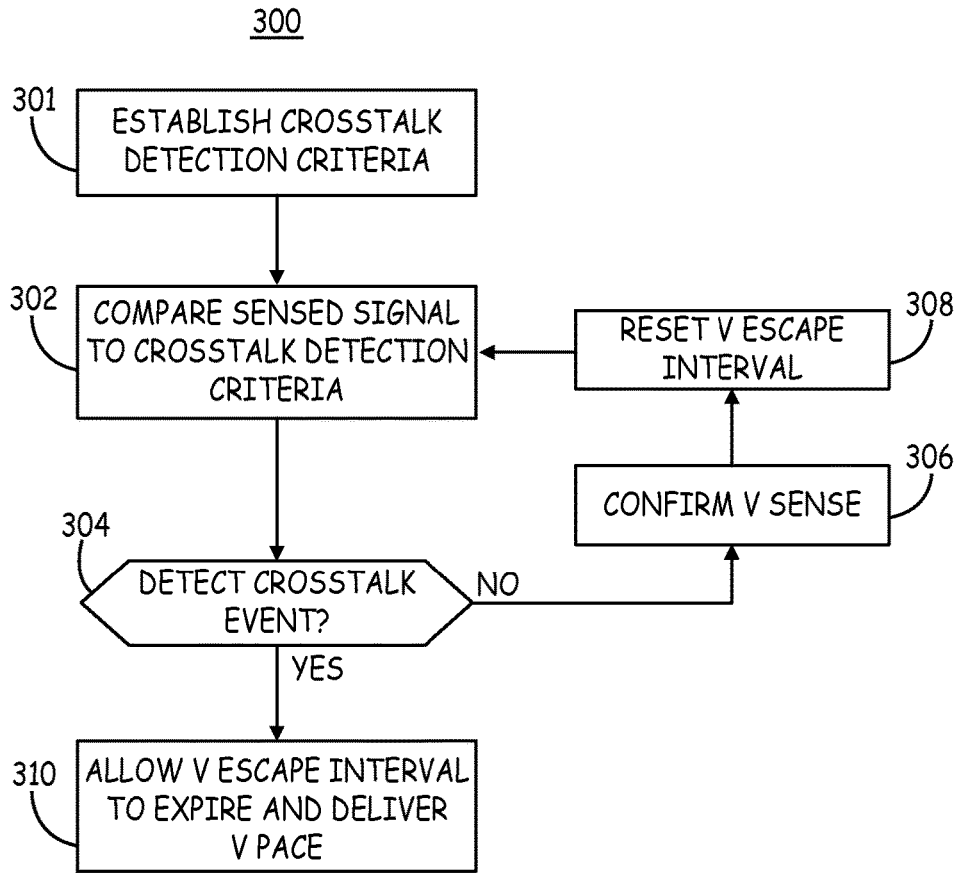 300
301
ESTABLISH CROSSTALK
DETECTION CRITERIA
302
COMPARE SENSED SIGNAL
TO CROSSTALK DETECTION
CRITERIA
308
RESET V ESCAPE
INTERVAL
306
CONFIRM V SENSE
304
DETECT CROSSTALK
EVENT?
NO
YES
310
ALLOW V ESCAPE INTERVAL
TO EXPIRE AND DELIVER
V PACE